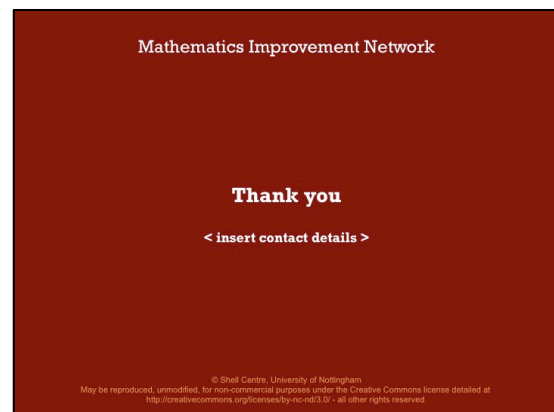 Mathematics Improvement Network
Thank you
< insert contact details >
© Shell Centre, University of Nottingham
May be reproduced, unmodified, for non-commercial purposes under the Creative Commons license detailed at
http://creativecommons.org/licenses/by-nc-nd/3.0/ - all other rights reserved